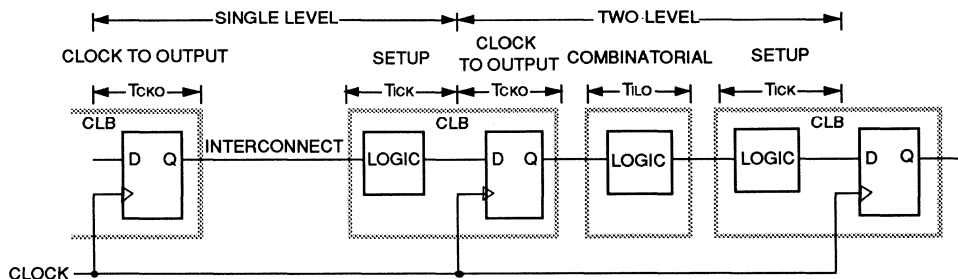 SINGLE LEVEL
TWO LEVEL
CLOCK TO OUTPUT
SETUP
CLOCK
TO OUTPUT
COMBINATORIAL
SETUP
TCKO
TICK
TCKO
TILO
TICK
CLB
CLB
CLB
D Q
INTERCONNECT
LOGIC
D Q
LOGIC
LOGIC
D Q
CLOCK